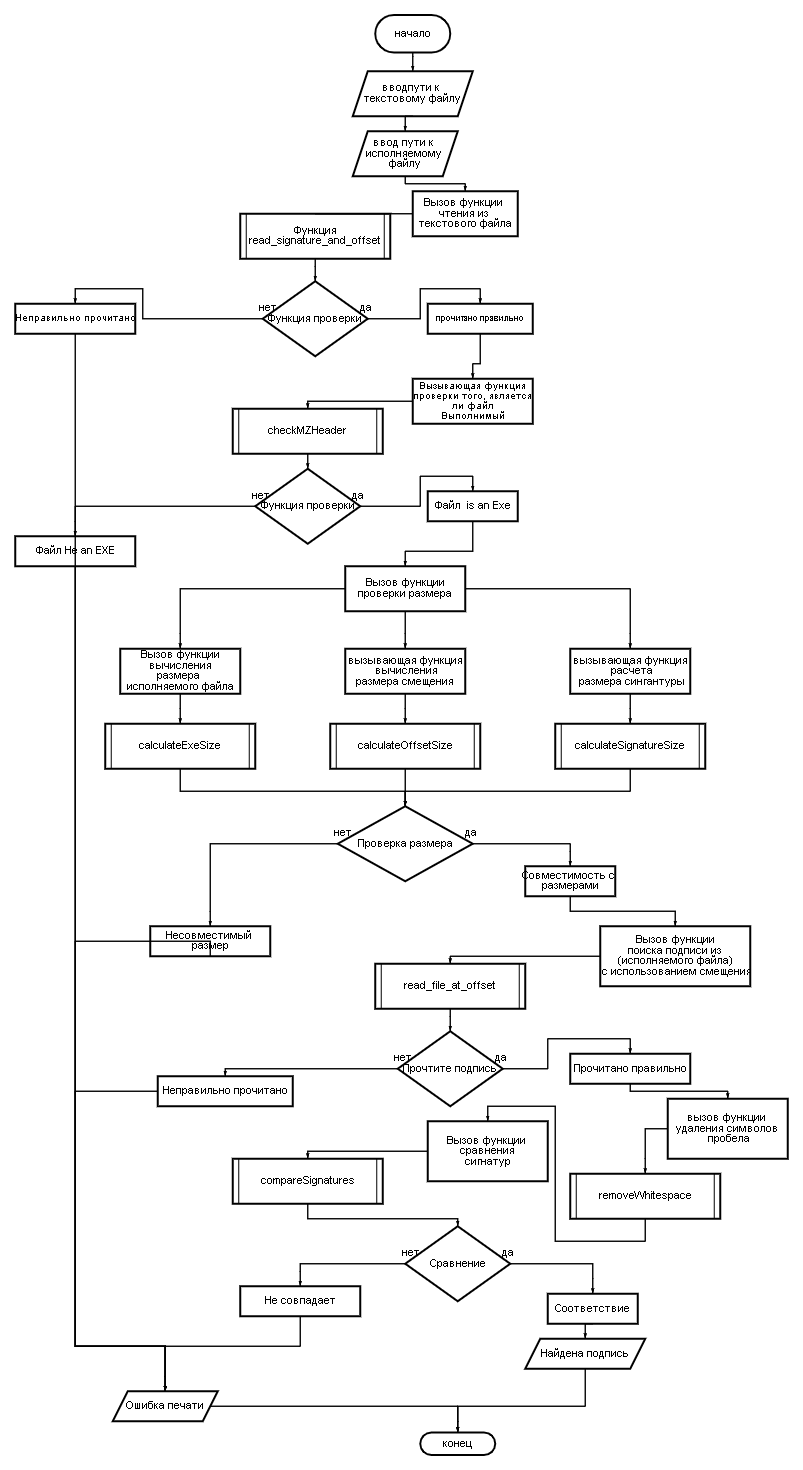 начало
вводпути к
текстовому файлу
ввод пути к
исполняемому
файлу
Вызов функции
чтения из
текстового файла
Функция
read_signature_and_offset
нет
да
Функция проверки
Неправильно прочитано
прочитано правильно
Вызывающая функция
проверки того, является
ли файл
Выполнимый
checkMZHeader
нет
да
Функция проверки
Файл is an Exe
Файл Не an EXE
Вызов функции
проверки размера
Вызов функции
вычисления
размера
исполняемого файла
вызывающая функция
вычисления
размера смещения
вызывающая функция
расчета
размера сингантуры
calculateExeSize
calculateOffsetSize
calculateSignatureSize
нет
да
Проверка размера
Совместимость с
размерами
Несовместимый
размер
Вызов функции
поиска подписи из
(исполняемого файла)
с использованием смещения
read_file_at_offset
нет
да
Прочтите подпись
Прочитано правильно
Неправильно прочитано
вызов функции
удаления символов
пробела
Вызов функции
сравнения
сигнатур
compareSignatures
removeWhitespace
нет
да
Сравнение
Не совпадает
Соответствие
Найдена подпись
Ошибка печати
конец